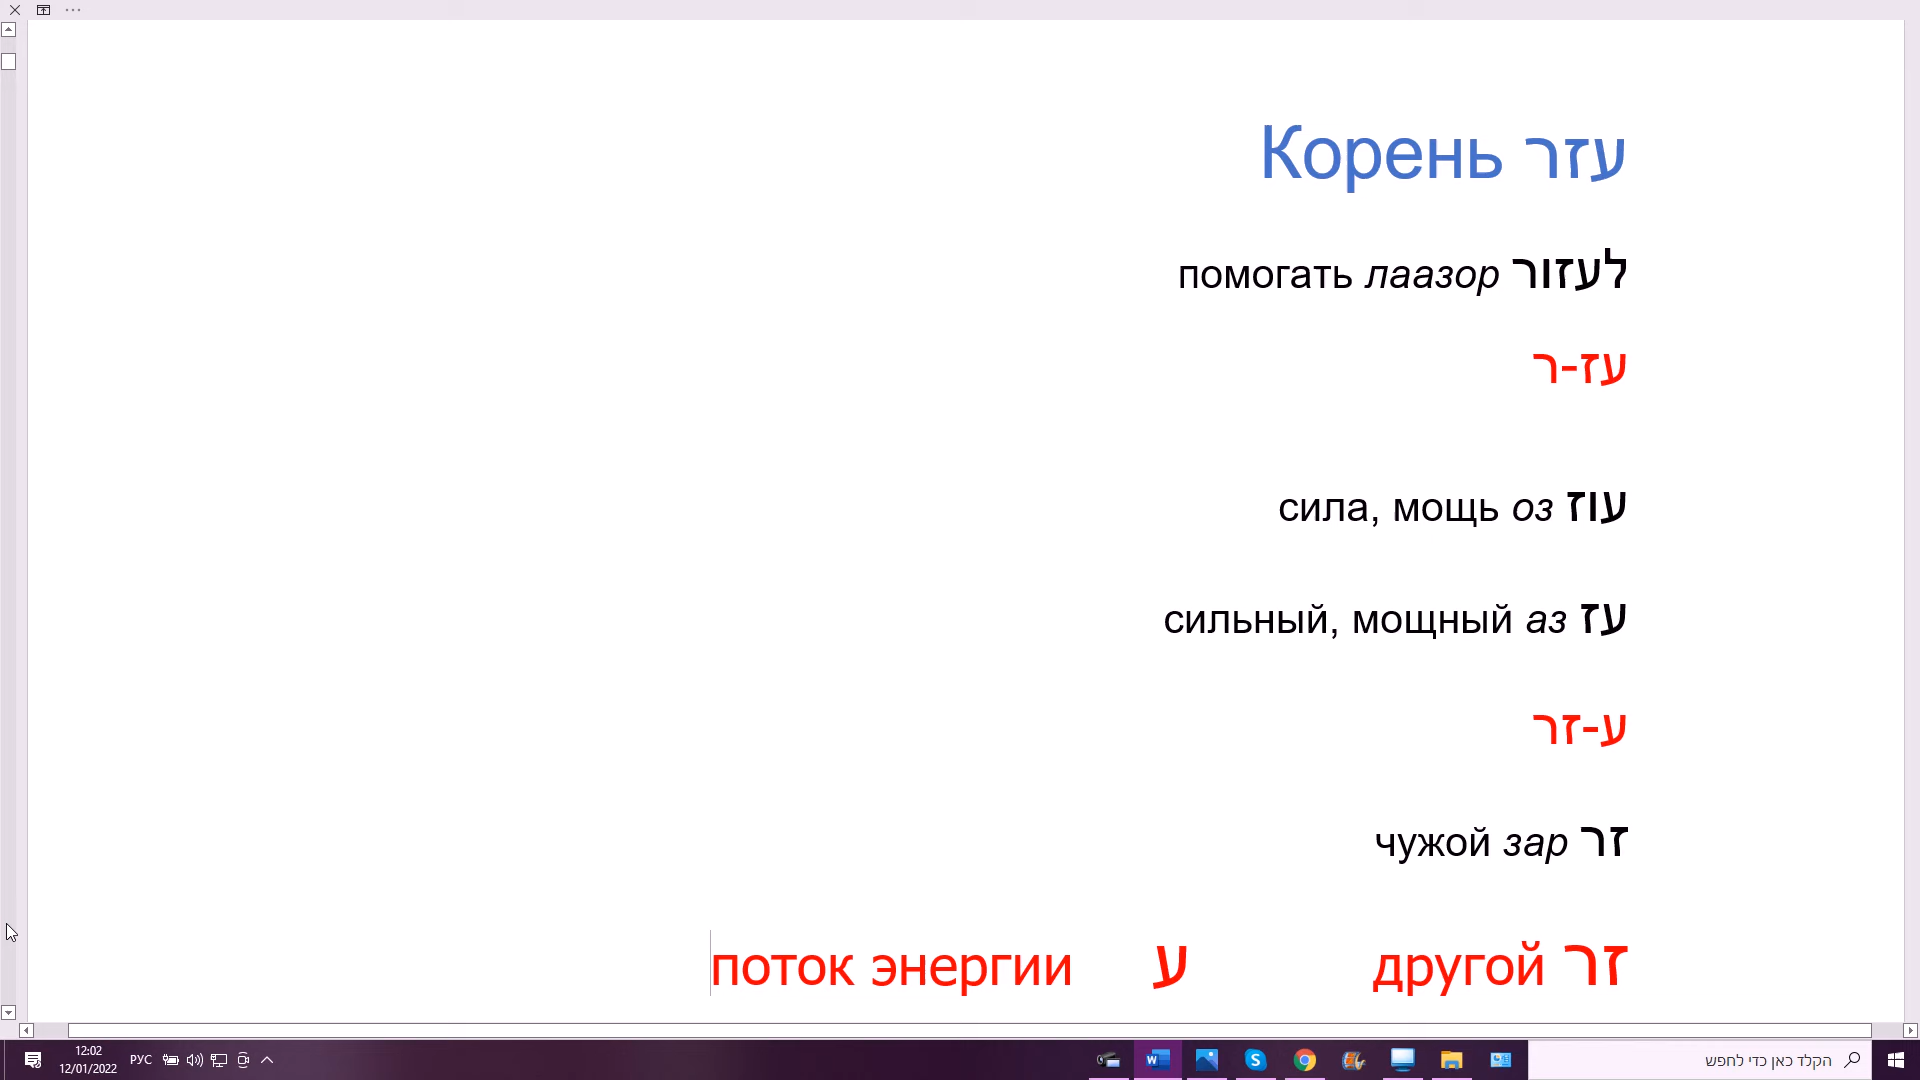 עזר Корень
לעזור лаазор помогать
עז-ר
עוז оз сила, мощь
עז аз сильный, мощный
ע-זר
זר зар чужой
זר другой ע поток энергии
12:02
РУС
12/01/2022
הקלד כאן כדי לחפש